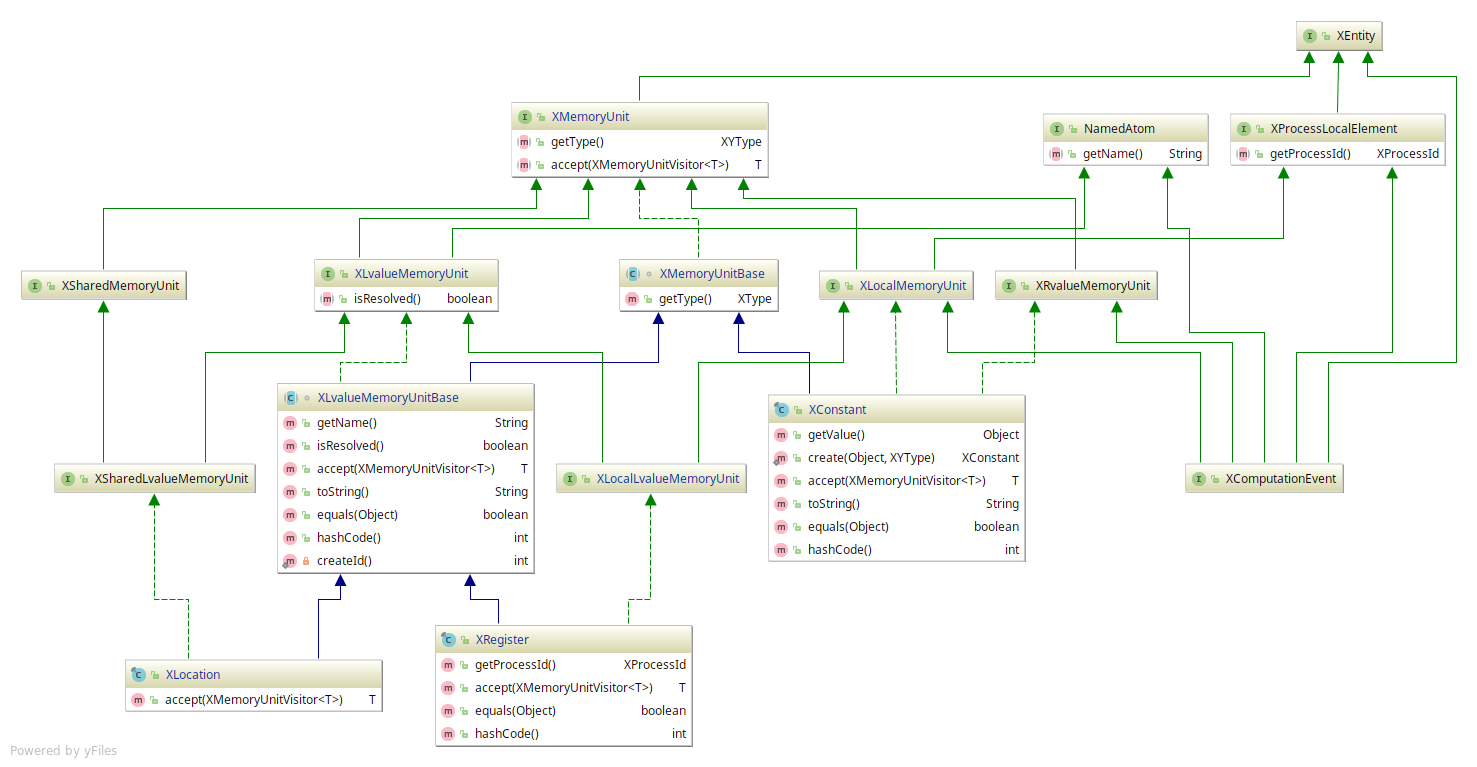 XEntity
XMemoryUnit
getType() XYType
accept(XMemoryUnitVisitor<T>) T
NamedAtom
getName() String
XProcessLocalElement
getProcessId() XProcessId
XSharedMemoryUnit
XLvalueMemoryUnit
isResolved() boolean
XMemoryUnitBase
getType() XType
XLocalMemoryUnit
XRvalueMemoryUnit
XLvalueMemoryUnitBase
getName() String
isResolved() boolean
accept(XMemoryUnitVisitor<T>) T
toString() String
equals(Object) boolean
hashCode() int
createId() int
XConstant
getValue() Object
create(Object, XYType) XConstant
accept(XMemoryUnitVisitor<T>) T
toString() String
equals(Object) boolean
hashCode() int
XSharedLvalueMemoryUnit
XLocalLvalueMemoryUnit
XComputationEvent
XLocation
accept(XMemoryUnitVisitor<T>) T
XRegister
getProcessId() XProcessId
accept(XMemoryUnitVisitor<T>) T
equals(Object) boolean
hashCode() int
Powered by yFiles